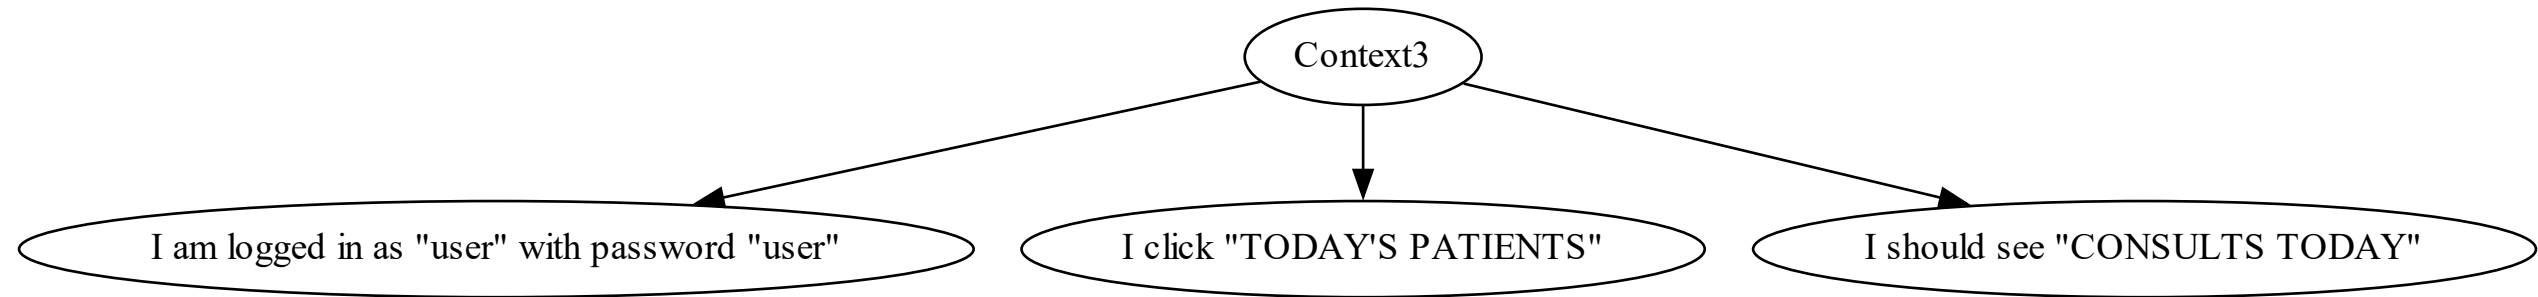 Context3
I am logged in as "user" with password "user"
I click "TODAY'S PATIENTS"
I should see "CONSULTS TODAY"